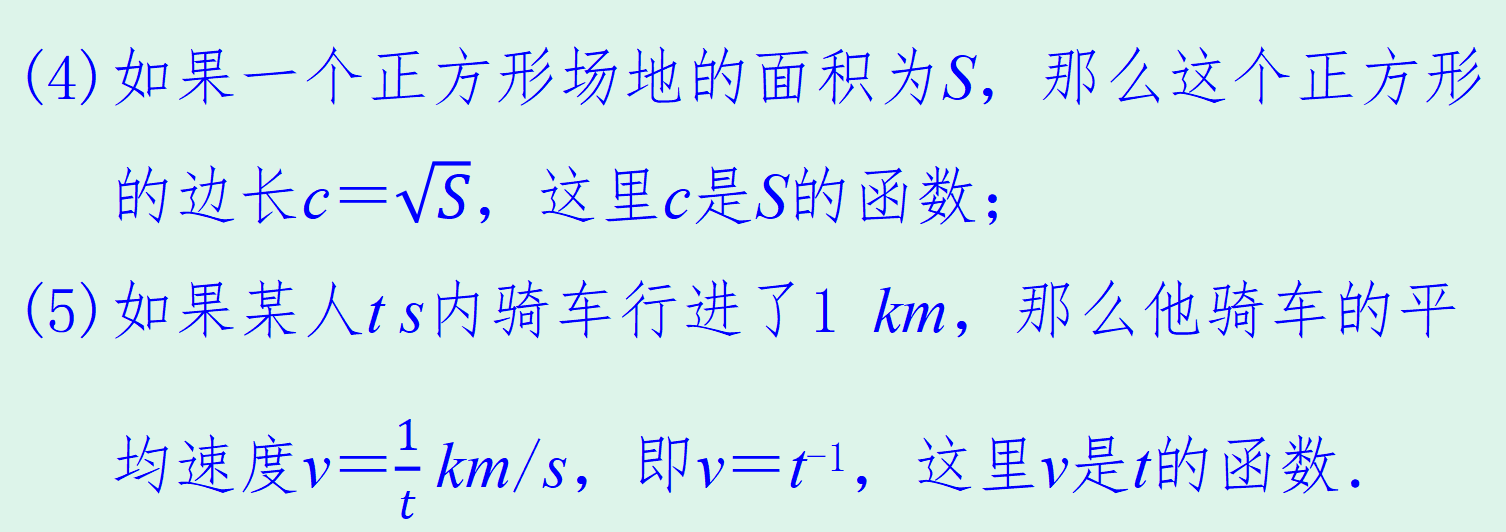 (4)如果一个正方形场地的面积为S，那么这个正方形
的边长c＝√S，这里c是S的函数；
(5)如果某人t s内骑车行进了1 km，那么他骑车的平
均速度v＝1/t km/s，即v＝t⁻¹，这里v是t的函数．